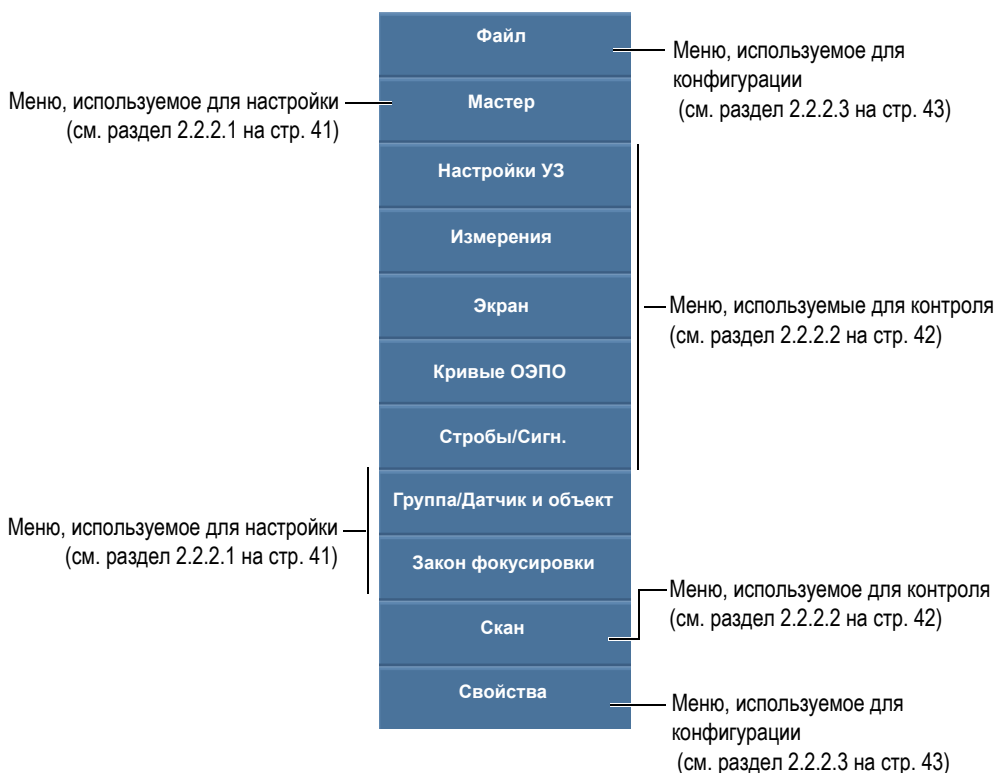 Файл
Меню, используемое для
конфигурации
(см. раздел 2.2.2.3 на стр. 43)
Меню, используемое для настройки
(см. раздел 2.2.2.1 на стр. 41)
Мастер
Настройки УЗ
Измерения
Экран
Меню, используемые для контроля
(см. раздел 2.2.2.2 на стр. 42)
Кривые ОЭПО
Стробы/Сигн.
Группа/Датчик и объект
Меню, используемое для настройки
(см. раздел 2.2.2.1 на стр. 41)
Закон фокусировки
Меню, используемое для контроля
(см. раздел 2.2.2.2 на стр. 42)
Скан
Свойства
Меню, используемое для
конфигурации
(см. раздел 2.2.2.3 на стр. 43)